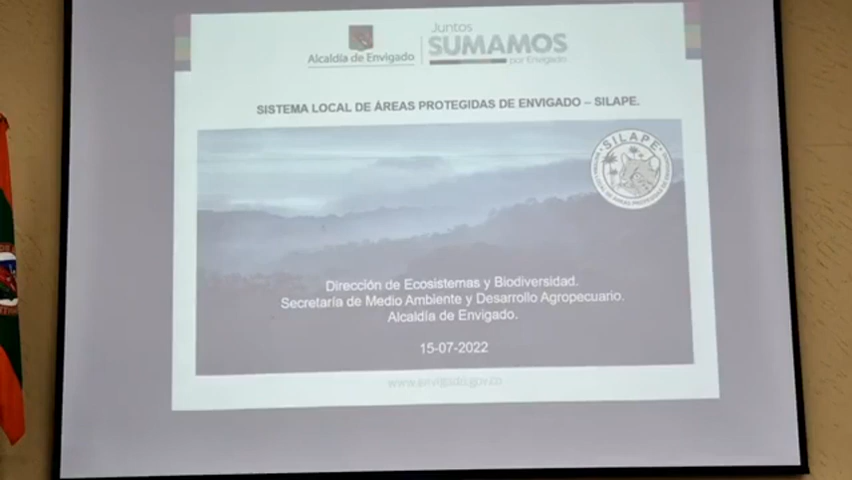 Alcaldía de Envigado
Juntos
SUMAMOS
por Envigado
SISTEMA LOCAL DE ÁREAS PROTEGIDAS DE ENVIGADO – SILAPE.
SILAPE
Dirección de Ecosistemas y Biodiversidad.
Secretaría de Medio Ambiente y Desarrollo Agropecuario.
Alcaldía de Envigado.
15-07-2022
www.envigado.gov.co